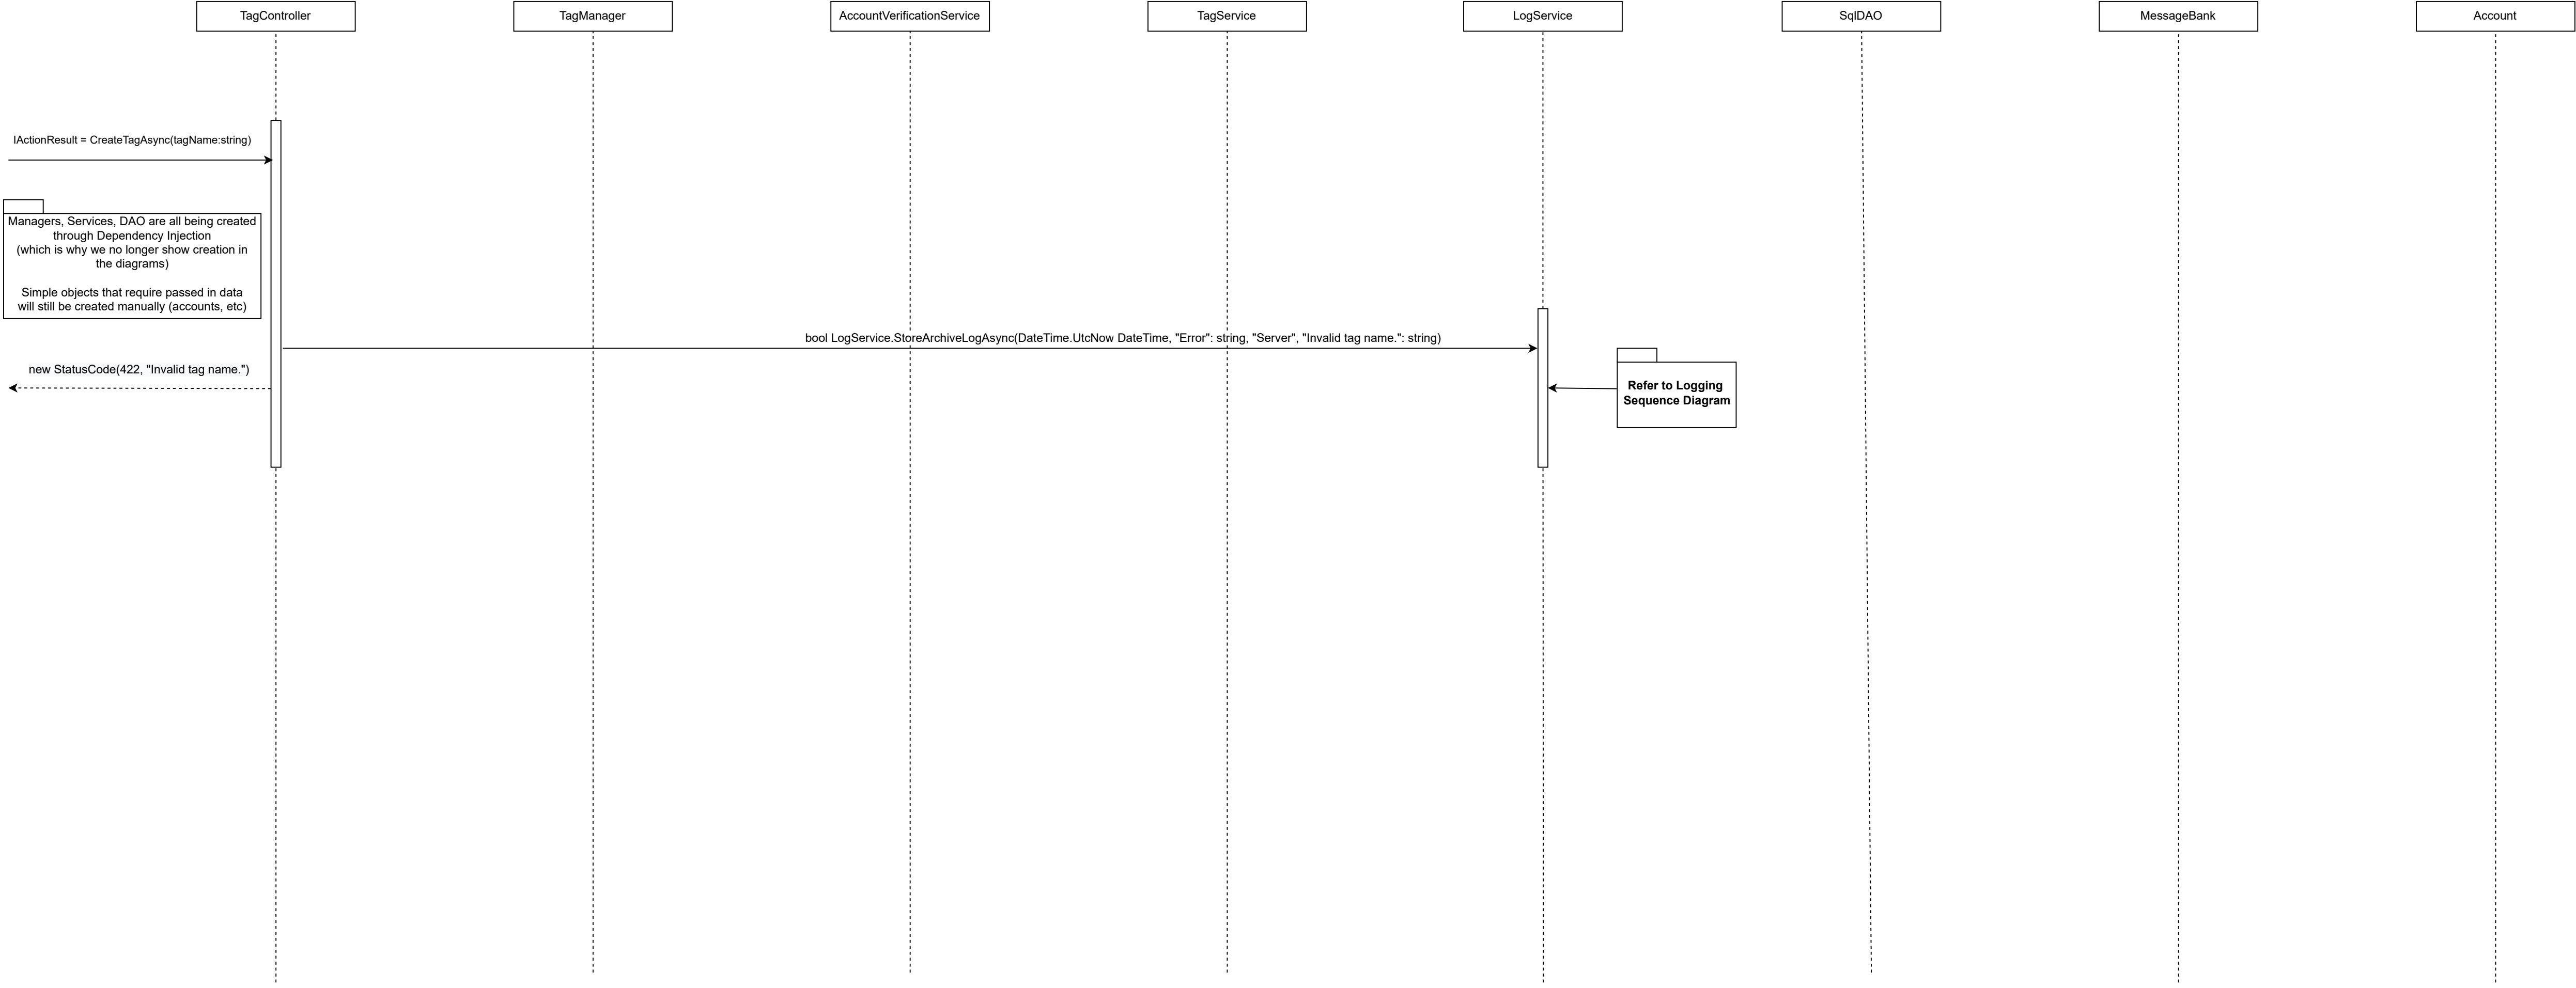 TagController
TagManager
AccountVerificationService
TagService
LogService
SqlDAO
MessageBank
Account
IActionResult = CreateTagAsync(tagName:string)
Managers, Services, DAO are all being created
through Dependency Injection
(which is why we no longer show creation in
the diagrams)
Simple objects that require passed in data
will still be created manually (accounts, etc)
bool LogService.StoreArchiveLogAsync(DateTime.UtcNow DateTime, "Error": string, "Server", "Invalid tag name.": string)
new StatusCode(422, "Invalid tag name.")
Refer to Logging
Sequence Diagram